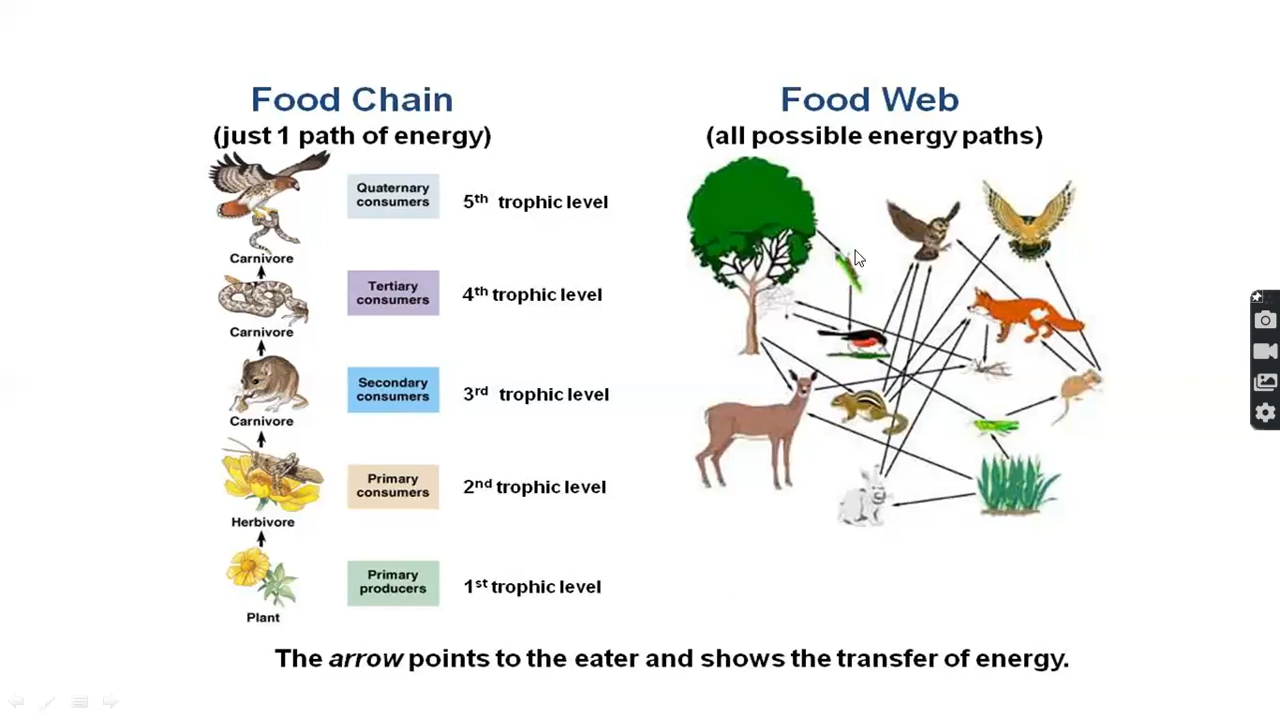 Food Chain
(just 1 path of energy)
Quaternary
consumers
5th trophic level
Carnivore
Tertiary
consumers
4th trophic level
Carnivore
Secondary
consumers
3rd trophic level
Carnivore
Primary
consumers
2nd trophic level
Herbivore
Primary
producers
1st trophic level
Plant
Food Web
(all possible energy paths)
The arrow points to the eater and shows the transfer of energy.